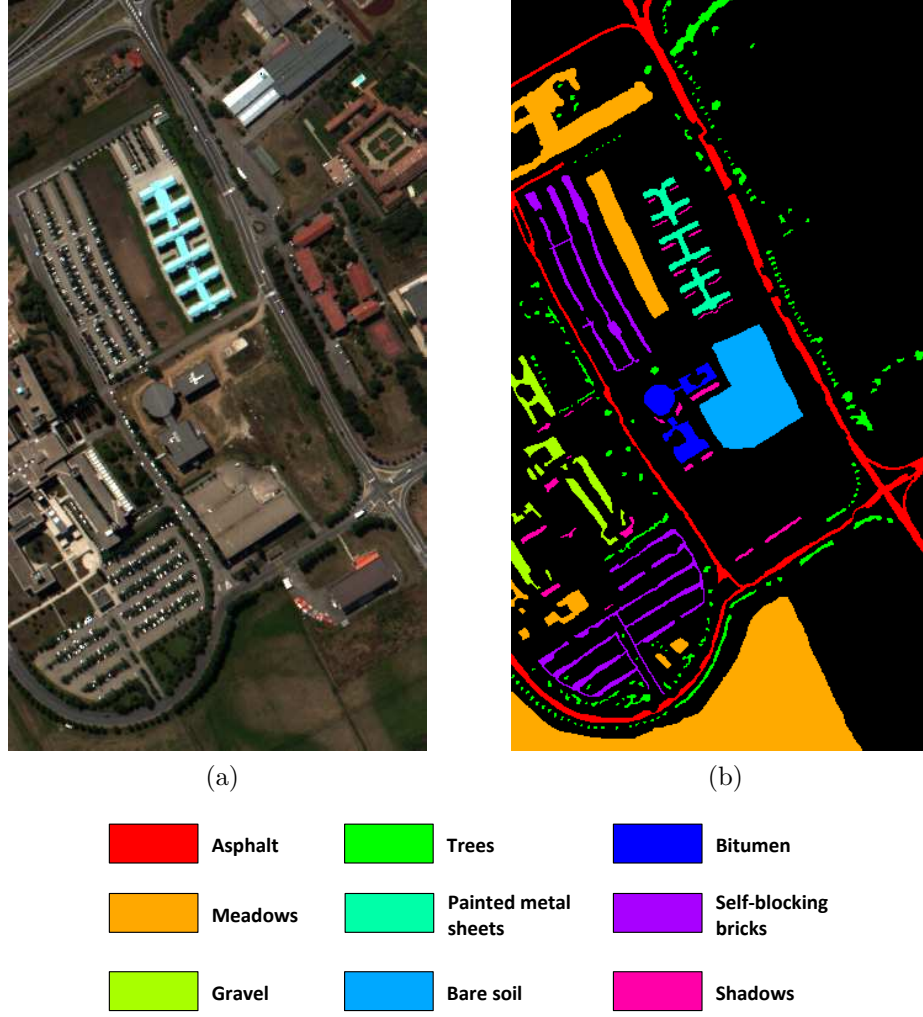 (a)
(b)
Asphalt
Trees
Bitumen
Meadows
Painted metal
sheets
Self-blocking
bricks
Gravel
Bare soil
Shadows